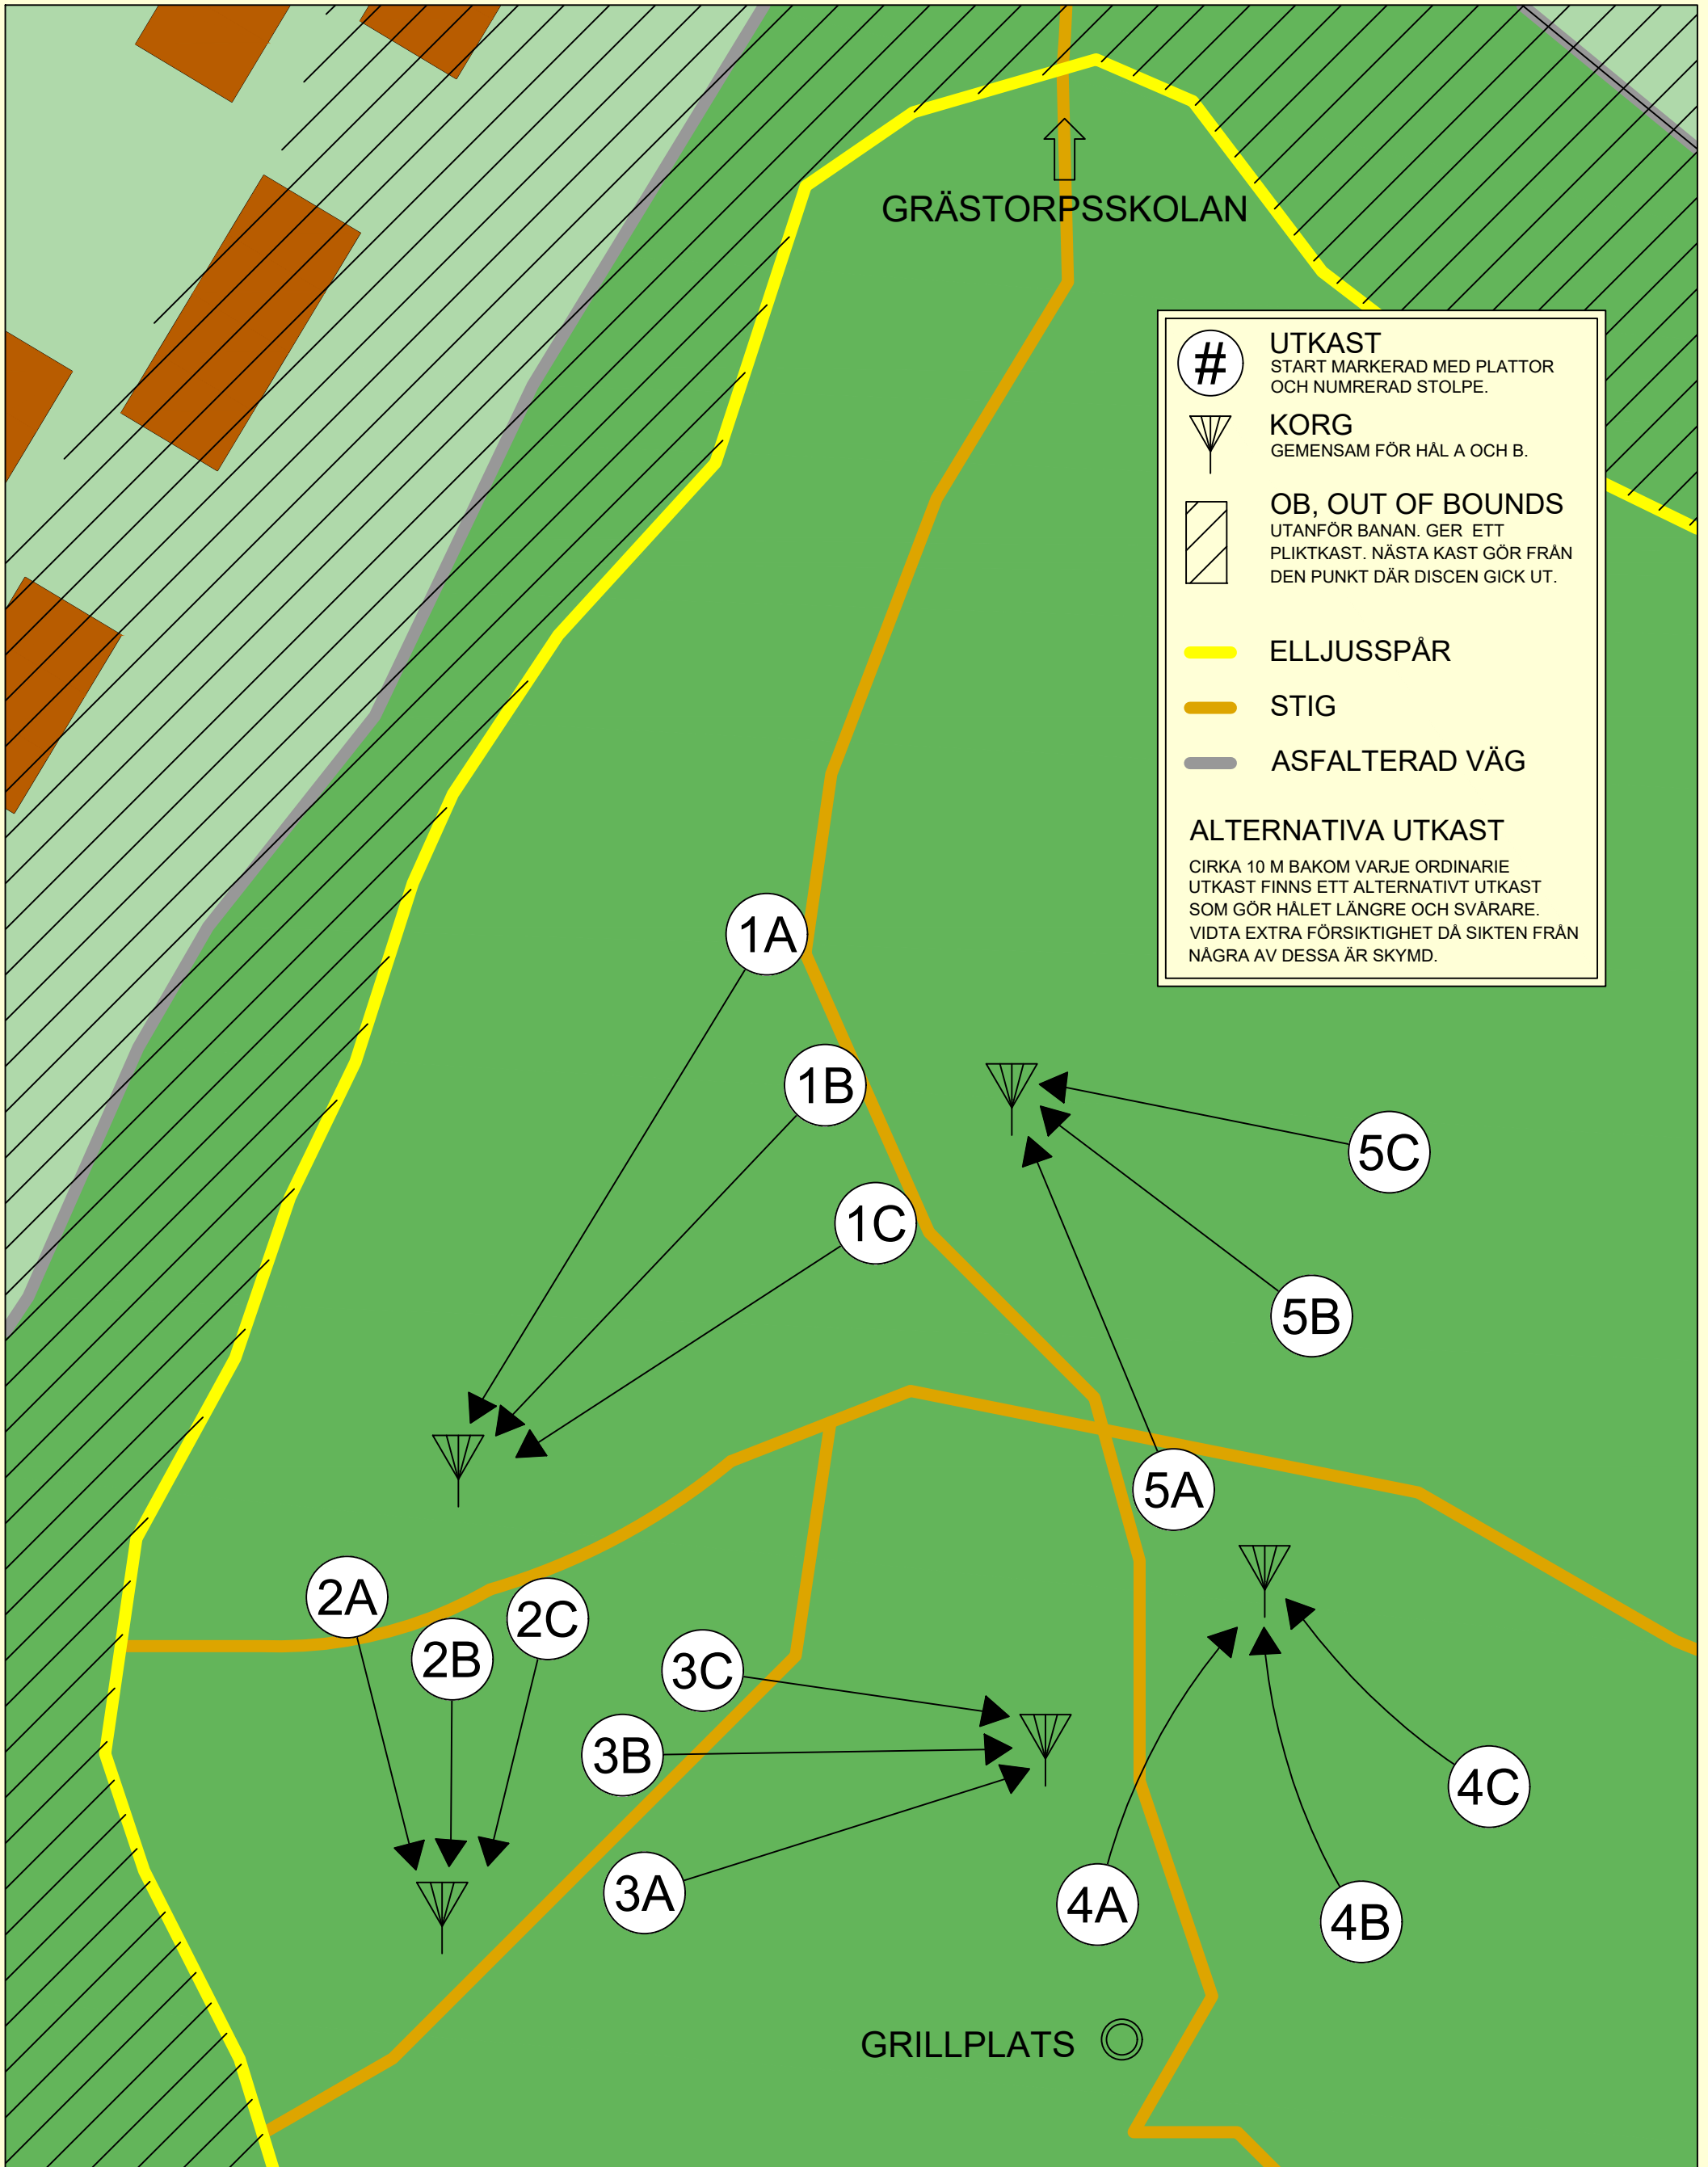 GRÄSTORPSSKOLAN
#
UTKAST
START MARKERAD MED PLATTOR
OCH NUMRERAD STOLPE.
KORG
GEMENSAM FÖR HÅL A OCH B.
OB, OUT OF BOUNDS
UTANFÖR BANAN. GER ETT
PLIKTKAST. NÄSTA KAST GÖR FRÅN
DEN PUNKT DÄR DISCEN GICK UT.
ELLJUSSPÅR
STIG
ASFALTERAD VÄG
ALTERNATIVA UTKAST
CIRKA 10 M BAKOM VARJE ORDINARIE
UTKAST FINNS ETT ALTERNATIVT UTKAST
SOM GÖR HÅLET LÄNGRE OCH SVÅRARE.
VIDTA EXTRA FÖRSIKTIGHET DÅ SIKTEN FRÅN
NÅGRA AV DESSA ÄR SKYMD.
1A
1B
5C
1C
5B
5A
2A
2C
2B
3C
3B
4C
3A
4A
4B
GRILLPLATS